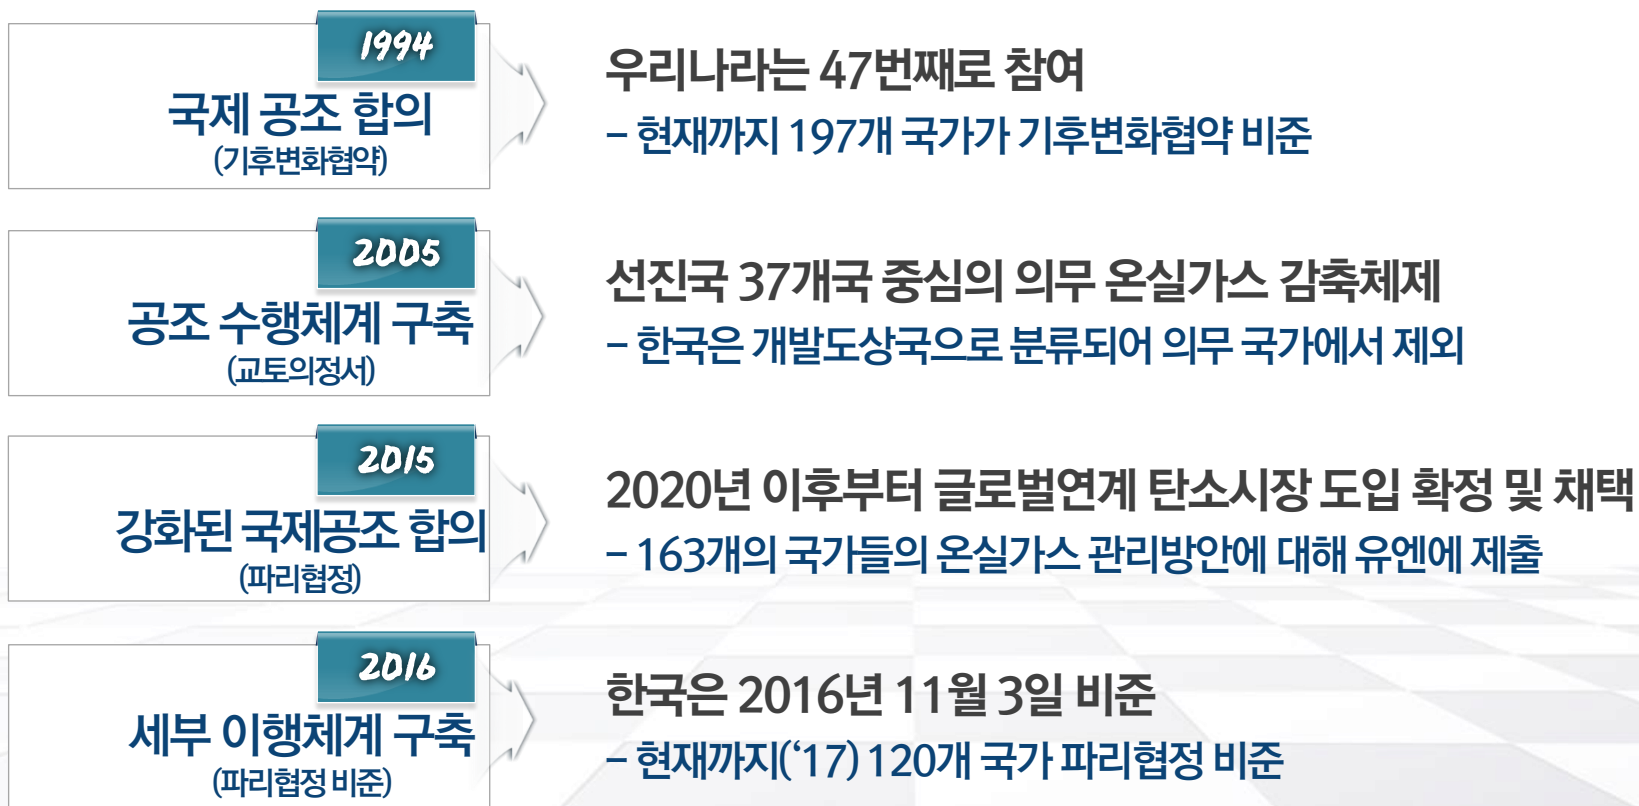 1994
국제 공조 합의
(기후변화협약)
우리나라는 47번째로 참여
– 현재까지 197개 국가가 기후변화협약 비준
2005
공조 수행체계 구축
(교토의정서)
선진국 37개국 중심의 의무 온실가스 감축체제
– 한국은 개발도상국으로 분류되어 의무 국가에서 제외
2015
강화된 국제공조 합의
(파리협정)
2020년 이후부터 글로벌연계 탄소시장 도입 확정 및 채택
– 163개의 국가들의 온실가스 관리방안에 대해 유엔에 제출
2016
세부 이행체계 구축
(파리협정 비준)
한국은 2016년 11월 3일 비준
– 현재까지(‘17) 120개 국가 파리협정 비준